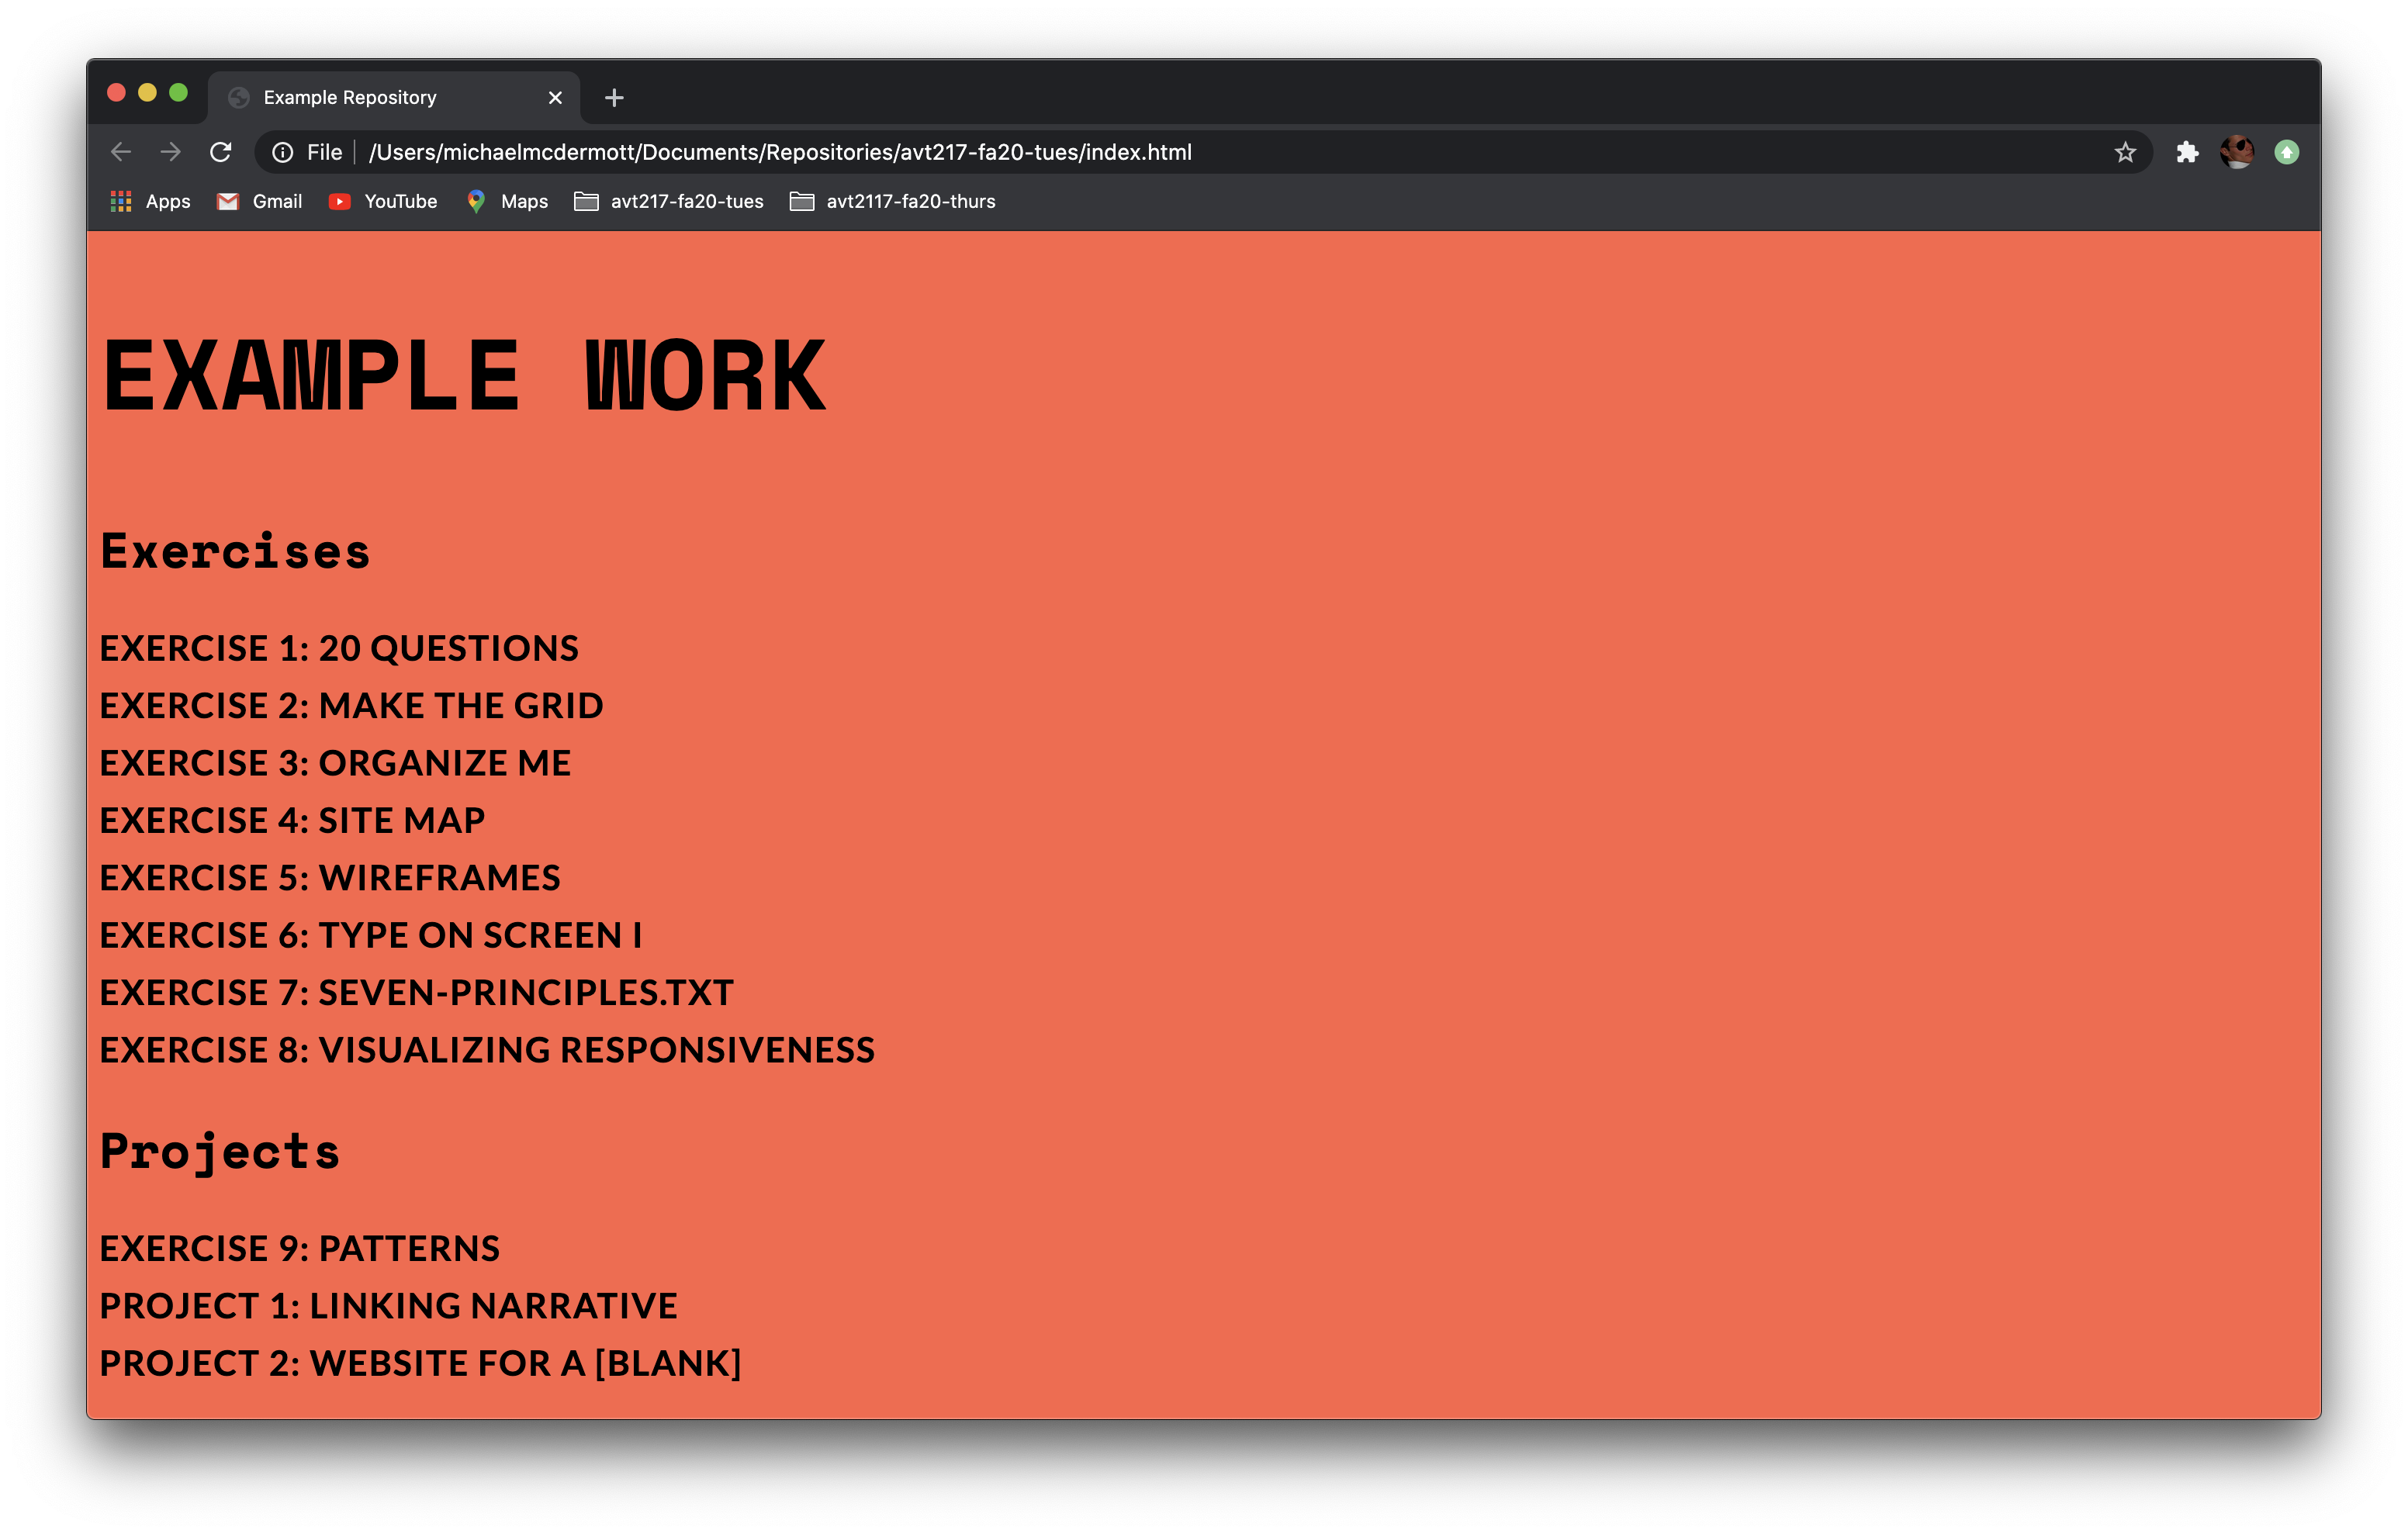 Example Repository
File /Users/michaelmcdermott/Documents/Repositories/avt217-fa20-tues/index.html
Apps Gmail YouTube Maps avt217-fa20-tues avt2117-fa20-thurs
EXAMPLE WORK
Exercises
EXERCISE 1: 20 QUESTIONS
EXERCISE 2: MAKE THE GRID
EXERCISE 3: ORGANIZE ME
EXERCISE 4: SITE MAP
EXERCISE 5: WIREFRAMES
EXERCISE 6: TYPE ON SCREEN I
EXERCISE 7: SEVEN-PRINCIPLES.TXT
EXERCISE 8: VISUALIZING RESPONSIVENESS
Projects
EXERCISE 9: PATTERNS
PROJECT 1: LINKING NARRATIVE
PROJECT 2: WEBSITE FOR A [BLANK]